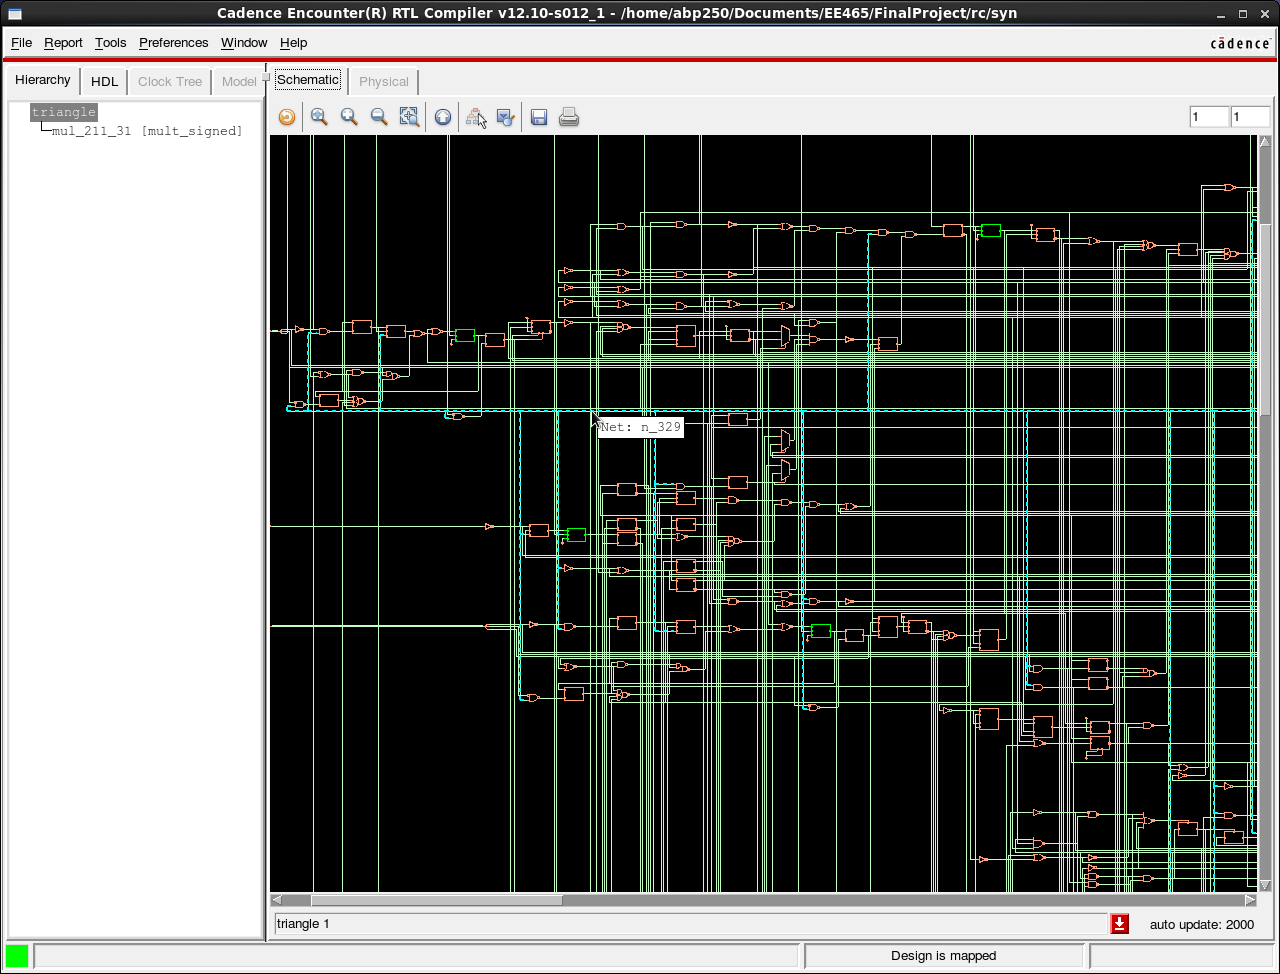 Cadence Encounter(R) RTL Compiler v12.10-s012_1 - /home/abp250/Documents/EE465/FinalProject/rc/syn
File Report Tools Preferences Window Help
cādence
Hierarchy HDL Clock Tree Model Schematic Physical
triangle
mul_211_31 [mult_signed]
1 1
Net: n_329
triangle 1
auto update: 2000
Design is mapped